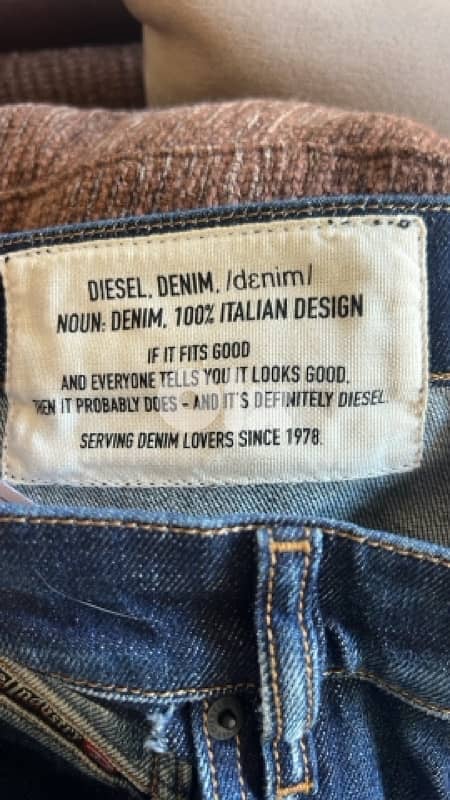 DIESEL. DENIM. /dɛnim/
NOUN: DENIM, 100% ITALIAN DESIGN
IF IT FITS GOOD
AND EVERYONE TELLS YOU IT LOOKS GOOD,
THEN IT PROBABLY DOES - AND IT'S DEFINITELY DIESEL.
SERVING DENIM LOVERS SINCE 1978.
Industry